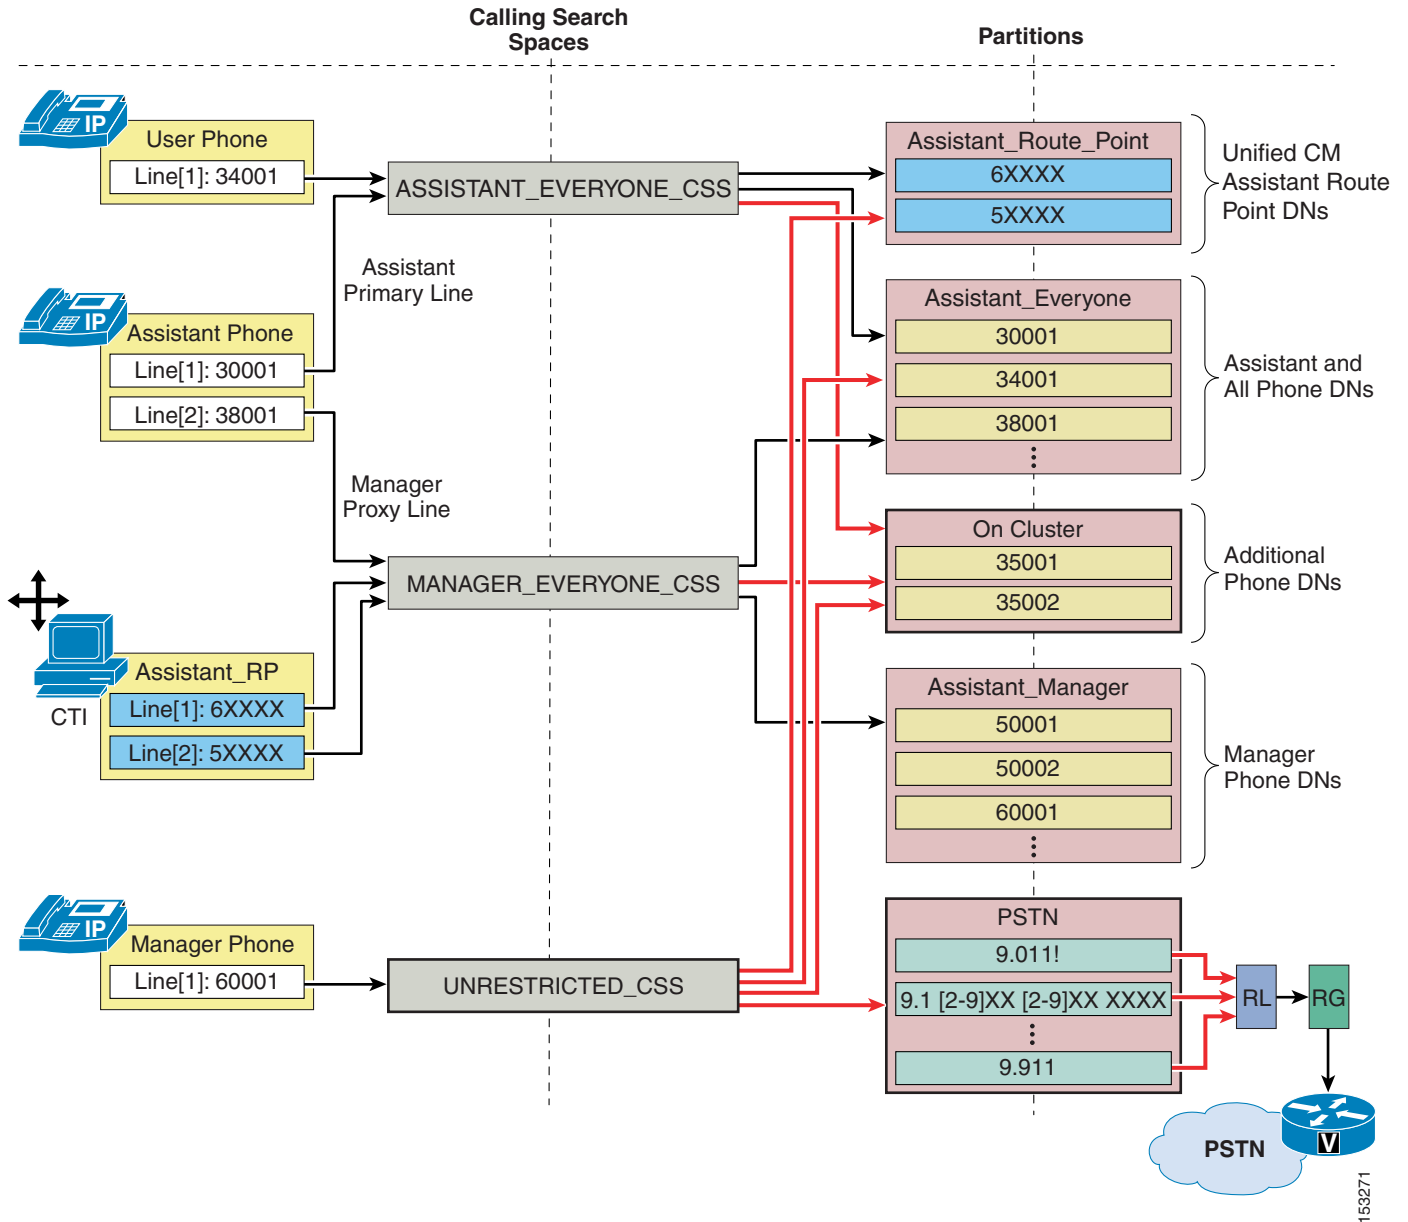 Calling Search
Spaces
Partitions
IP
User Phone
Line[1]: 34001
ASSISTANT_EVERYONE_CSS
Assistant_Route_Point
6XXXX
5XXXX
Unified CM
Assistant Route
Point DNs
Assistant
Primary Line
IP
Assistant Phone
Line[1]: 30001
Line[2]: 38001
Assistant_Everyone
30001
34001
38001
Assistant and
All Phone DNs
Manager
Proxy Line
MANAGER_EVERYONE_CSS
On Cluster
35001
35002
Additional
Phone DNs
CTI
Assistant_RP
Line[1]: 6XXXX
Line[2]: 5XXXX
Assistant_Manager
50001
50002
60001
Manager
Phone DNs
IP
Manager Phone
Line[1]: 60001
UNRESTRICTED_CSS
PSTN
9.011!
9.1 [2-9]XX [2-9]XX XXXX
9.911
RL
RG
PSTN
V
153271